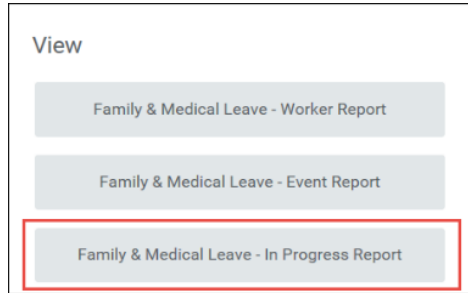 View
Family & Medical Leave - Worker Report
Family & Medical Leave - Event Report
Family & Medical Leave - In Progress Report